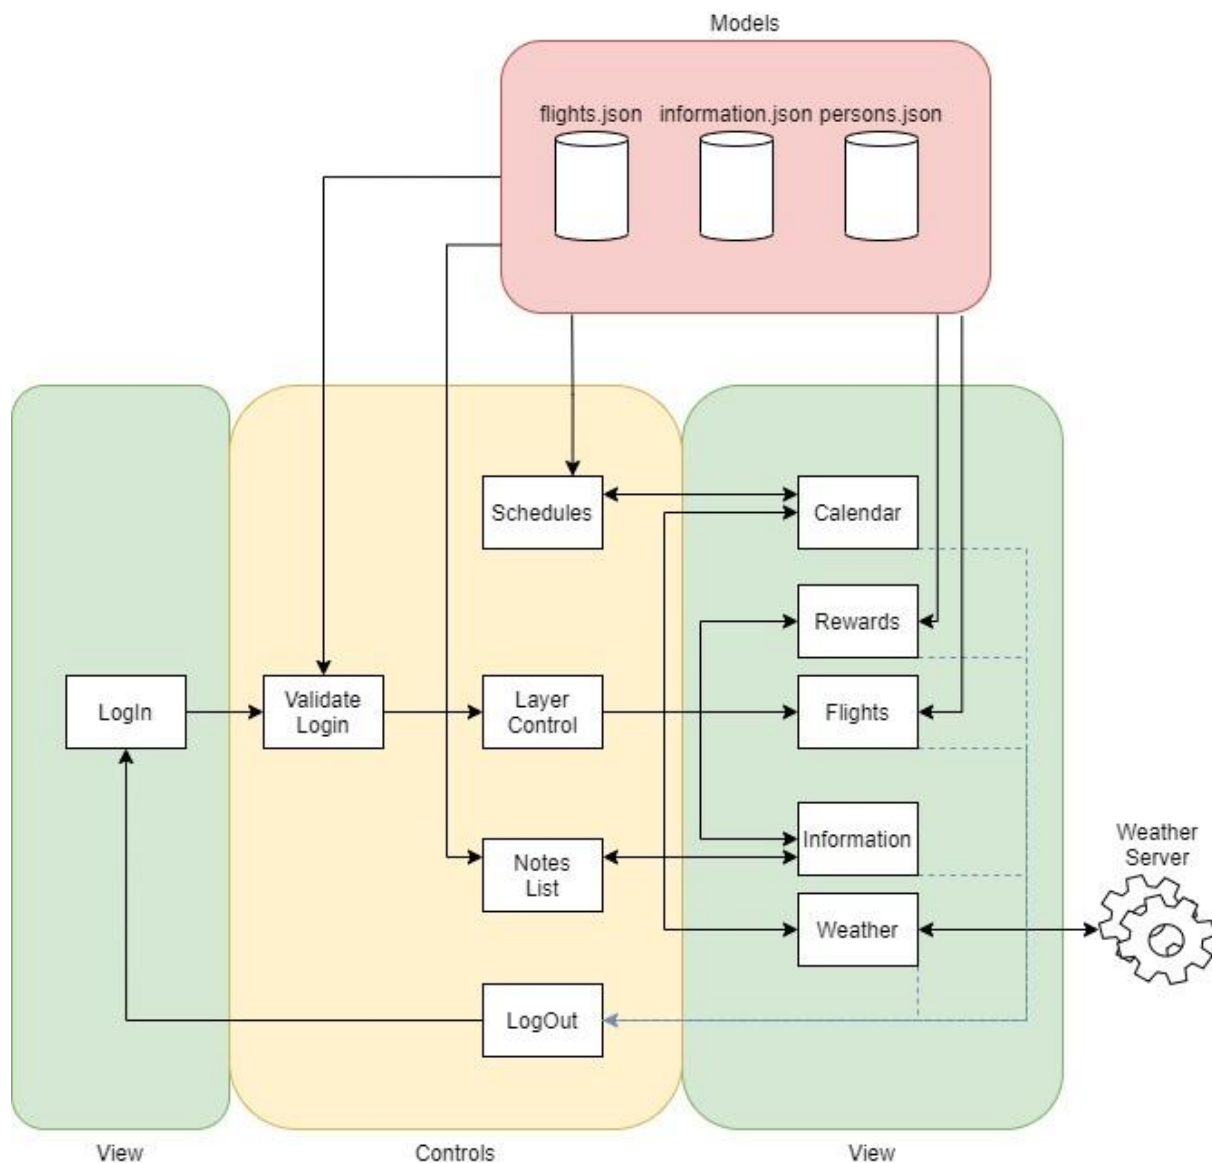 Models
flights.json
information.json
persons.json
Schedules
Calendar
Rewards
LogIn
Validate
Login
Layer
Control
Flights
Notes
List
Information
Weather
Server
Weather
LogOut
View
Controls
View